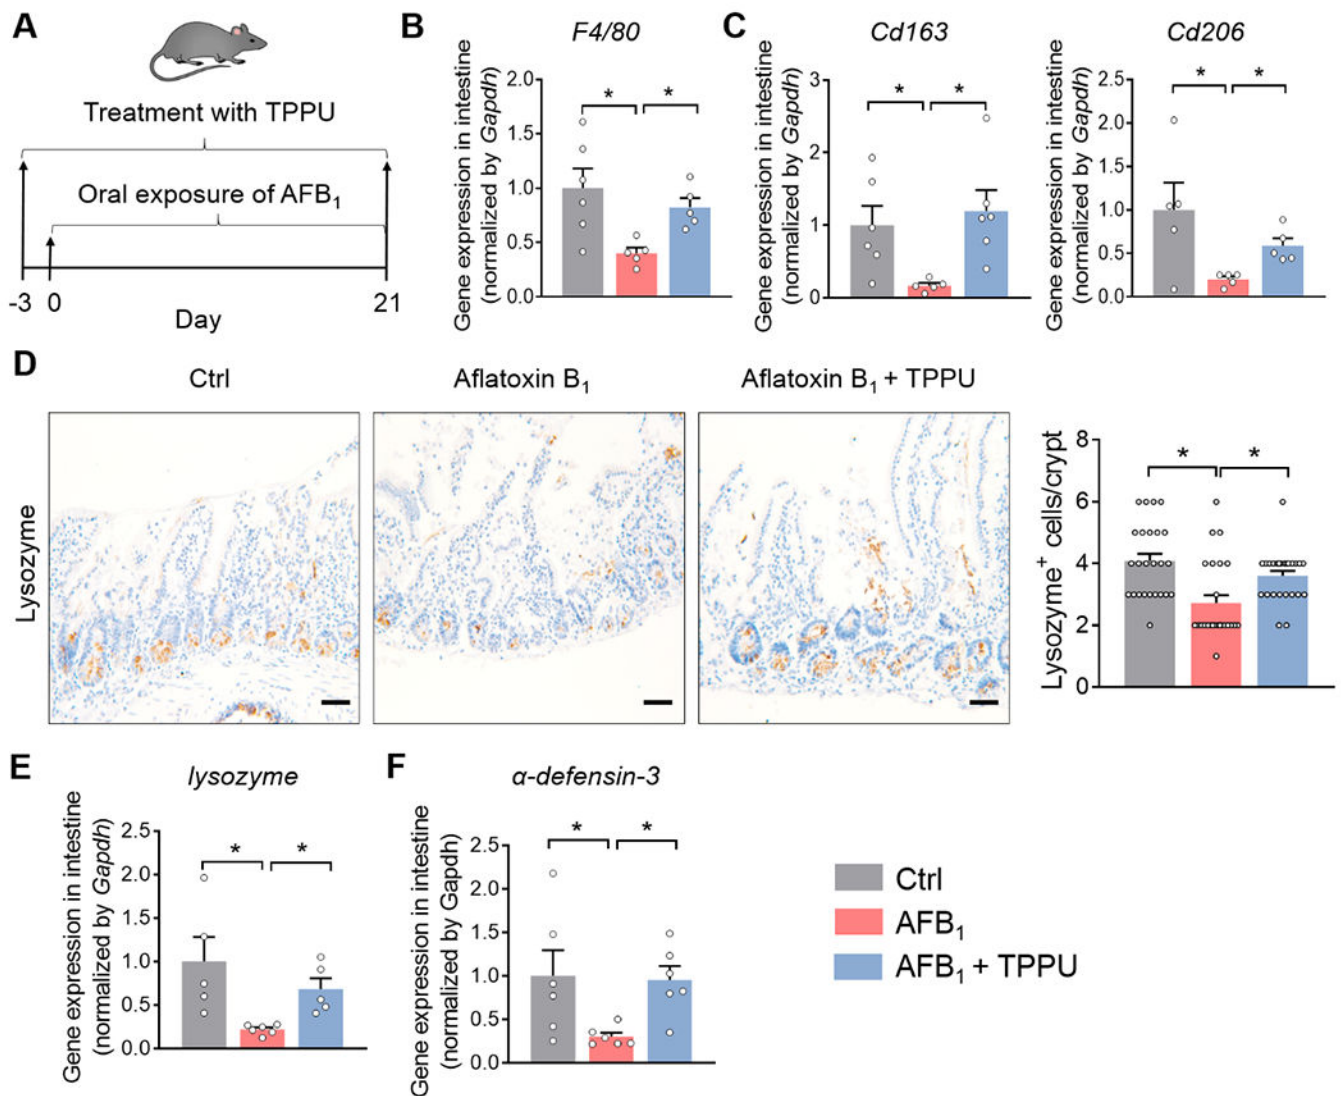 A
Treatment with TPPU
Oral exposure of AFB1
-3
0
21
Day
B
F4/80
Gene expression in intestine
(normalized by Gapdh)
2.0
1.5
1.0
0.5
0.0
*
*
C
Cd163
Gene expression in intestine
(normalized by Gapdh)
3
2
1
0
*
*
Cd206
Gene expression in intestine
(normalized by Gapdh)
2.5
2.0
1.5
1.0
0.5
0.0
*
*
D
Ctrl
Aflatoxin B1
Aflatoxin B1 + TPPU
Lysozyme
Lysozyme+ cells/crypt
8
6
4
2
0
*
*
E
lysozyme
Gene expression in intestine
(normalized by Gapdh)
2.5
2.0
1.5
1.0
0.5
0.0
*
*
F
α-defensin-3
Gene expression in intestine
(normalized by Gapdh)
2.5
2.0
1.5
1.0
0.5
0.0
*
*
Ctrl
AFB1
AFB1 + TPPU